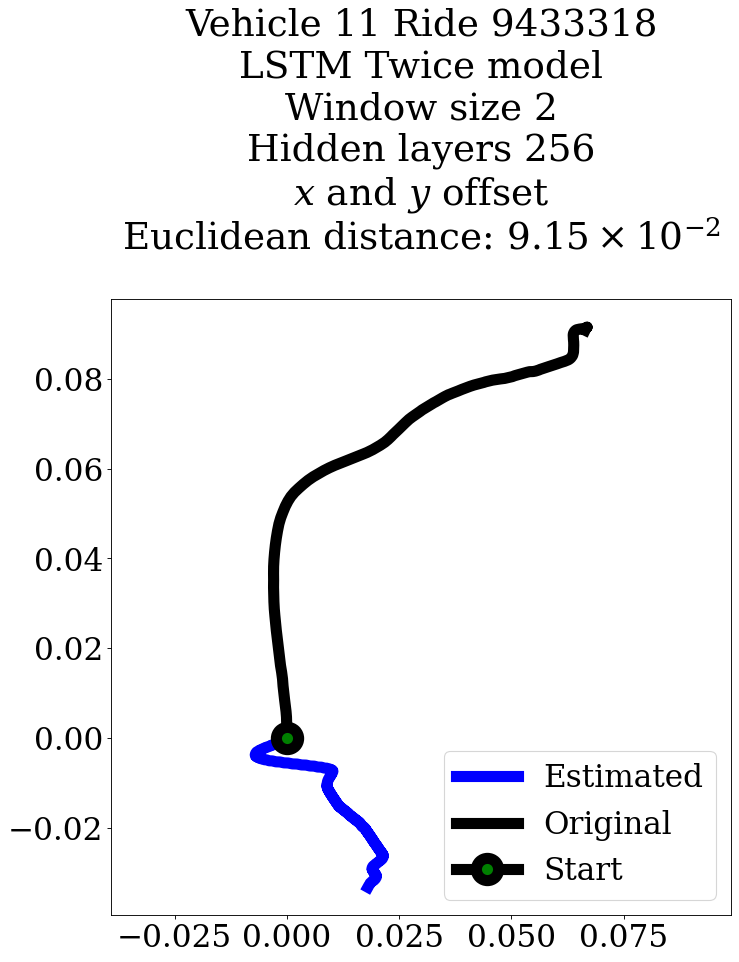 Vehicle 11 Ride 9433318
LSTM Twice model
Window size 2
Hidden layers 256
x and y offset
Euclidean distance: 9.15 × 10⁻²
0.08
0.06
0.04
0.02
0.00
−0.02
Estimated
Original
Start
−0.025 0.000 0.025 0.050 0.075